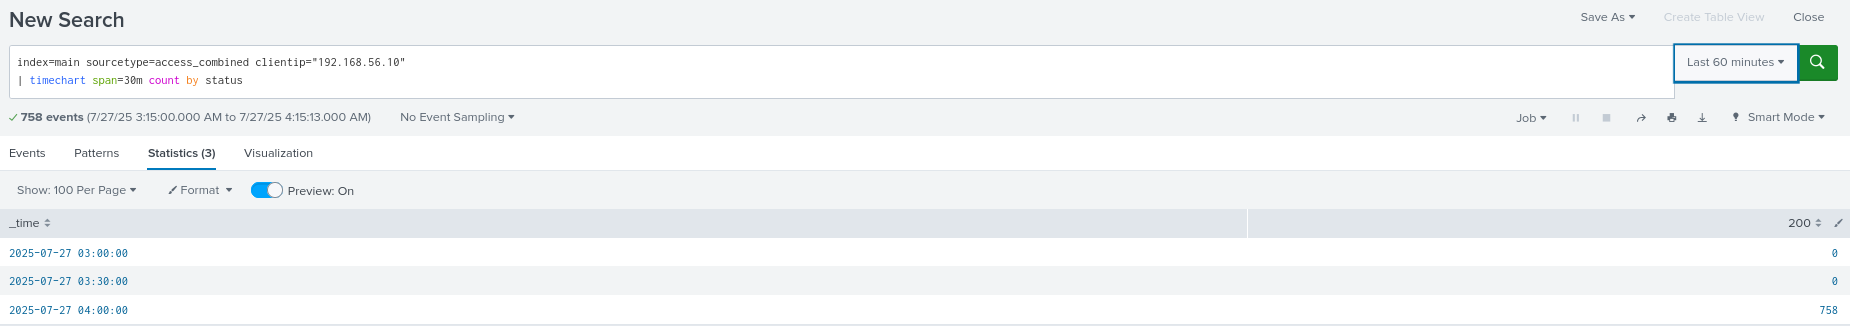 New Search
Save As Create Table View Close
index=main sourcetype=access_combined clientip="192.168.56.10"
| timechart span=30m count by status
Last 60 minutes
758 events (7/27/25 3:15:00.000 AM to 7/27/25 4:15:13.000 AM) No Event Sampling
Job Smart Mode
Events Patterns Statistics (3) Visualization
Show: 100 Per Page Format Preview: On
_time 200
2025-07-27 03:00:00 0
2025-07-27 03:30:00 0
2025-07-27 04:00:00 758